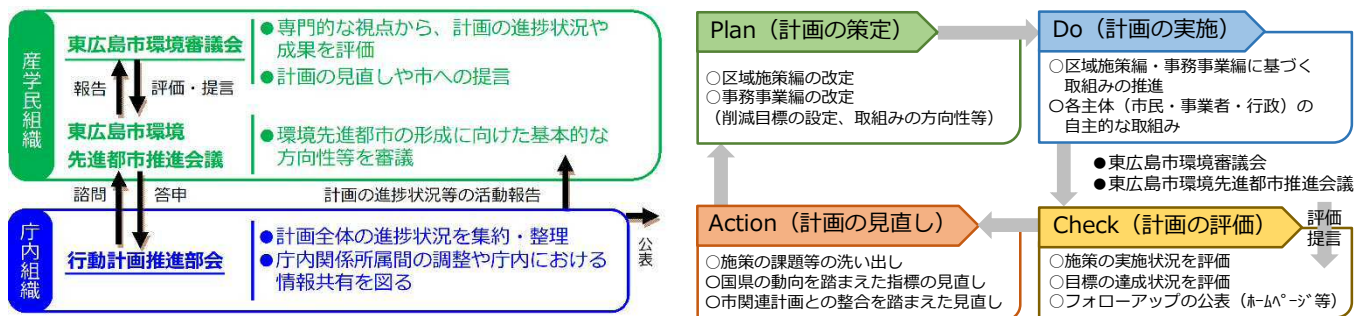 産学民組織
東広島市環境審議会
●専門的な視点から、計画の進捗状況や
成果を評価
●計画の見直しや市への提言
報告
評価・提言
東広島市環境
先進都市推進会議
●環境先進都市の形成に向けた基本的な
方向性等を審議
諮問
答申
計画の進捗状況等の活動報告
庁内組織
行動計画推進部会
●計画全体の進捗状況を集約・整理
●庁内関係所属間の調整や庁内における
情報共有を図る
公表
Plan（計画の策定）
○区域施策編の改定
○事務事業編の改定
（削減目標の設定、取組みの方向性等）
Do（計画の実施）
○区域施策編・事務事業編に基づく
取組みの推進
○各主体（市民・事業者・行政）の
自主的な取組み
●東広島市環境審議会
●東広島市環境先進都市推進会議
Action（計画の見直し）
○施策の課題等の洗い出し
○国県の動向を踏まえた指標の見直し
○市関連計画との整合を踏まえた見直し
Check（計画の評価）
○施策の実施状況を評価
○目標の達成状況を評価
○フォローアップの公表（ﾎｰﾑﾍﾟｰｼﾞ等）
評価
提言